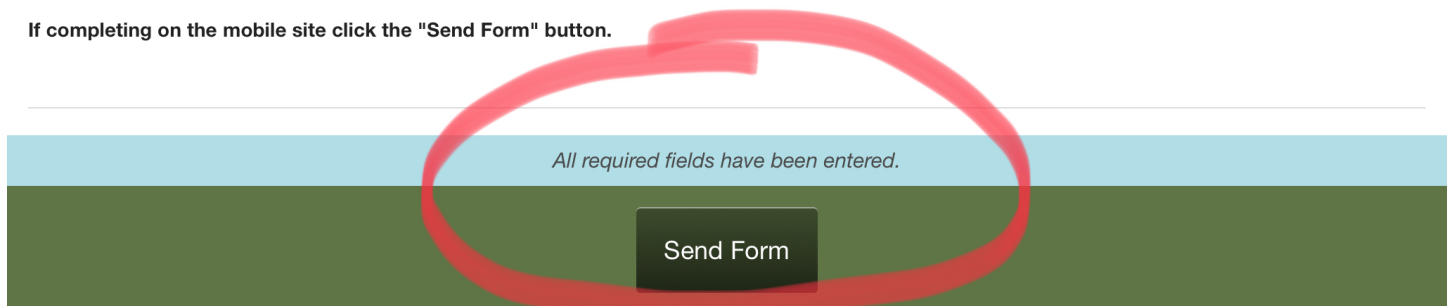 If completing on the mobile site click the "Send Form" button.
All required fields have been entered.
Send Form